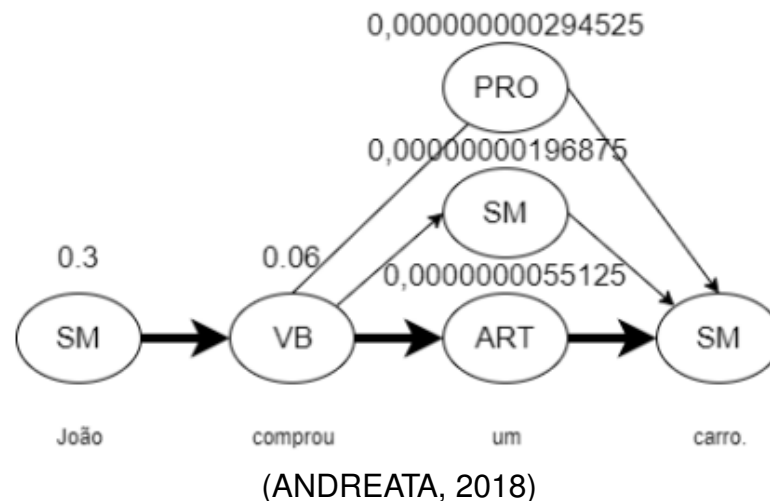 0,000000000294525
PRO
0,00000000196875
SM
0.3 0.06
0,0000000055125
SM VB ART SM
João comprou um carro.
(ANDREATA, 2018)